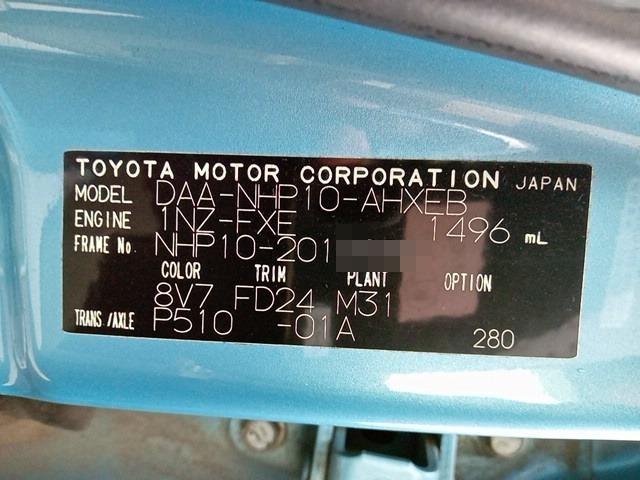 TOYOTA MOTOR CORPORATION JAPAN
MODEL DAA-NHP10-AHXEB
ENGINE 1NZ-FXE 1496 mL
FRAME No. NHP10-201
COLOR TRIM PLANT OPTION
8V7 FD24 M31
TRANS./AXLE P510 -01A 280